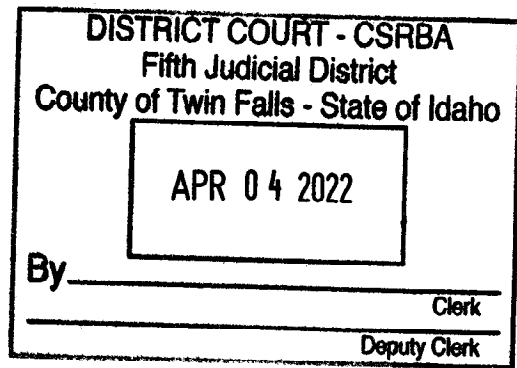 DISTRICT COURT - CSRBA
Fifth Judicial District
County of Twin Falls - State of Idaho
APR 04 2022
By
Clerk
Deputy Clerk